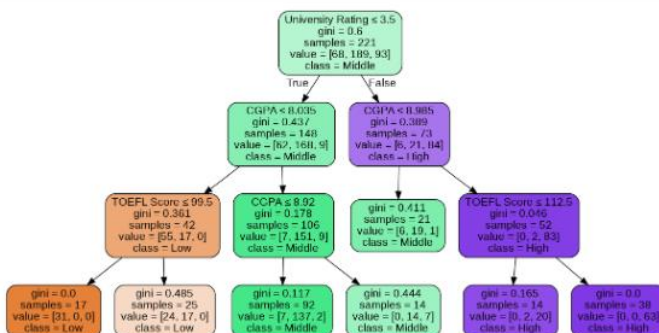 University Rating ≤ 3.5
gini = 0.6
samples = 221
value = [68, 189, 93]
class = Middle
True
False
CGPA ≤ 8.035
gini = 0.437
samples = 148
value = [62, 168, 9]
class = Middle
CGPA ≤ 8.985
gini = 0.389
samples = 73
value = [6, 21, 84]
class = High
TOEFL Score ≤ 99.5
gini = 0.361
samples = 42
value = [55, 17, 0]
class = Low
CGPA ≤ 8.92
gini = 0.178
samples = 106
value = [7, 151, 9]
class = Middle
gini = 0.411
samples = 21
value = [6, 19, 1]
class = Middle
TOEFL Score ≤ 112.5
gini = 0.046
samples = 52
value = [0, 2, 83]
class = High
gini = 0.0
samples = 17
value = [31, 0, 0]
class = Low
gini = 0.485
samples = 25
value = [24, 17, 0]
class = Low
gini = 0.117
samples = 92
value = [7, 137, 2]
class = Middle
gini = 0.444
samples = 14
value = [0, 14, 7]
class = Middle
gini = 0.165
samples = 14
value = [0, 2, 20]
class = High
gini = 0.0
samples = 38
value = [0, 0, 63]
class = High